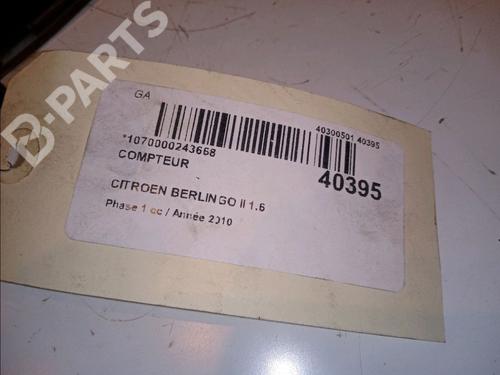 B-PARTS
GA
40300501 40395
*1070000243668
COMPTEUR
40395
CITROEN BERLINGO II 1.6
Phase 1 cc / Année 2010